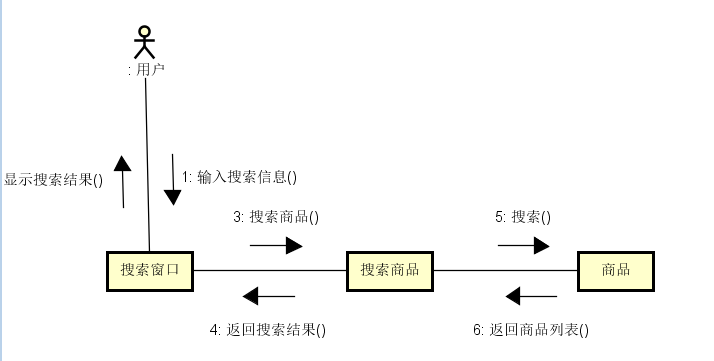 : 用户
显示搜索结果()
1: 输入搜索信息()
3: 搜索商品()
5: 搜索()
搜索窗口
搜索商品
商品
4: 返回搜索结果()
6: 返回商品列表()